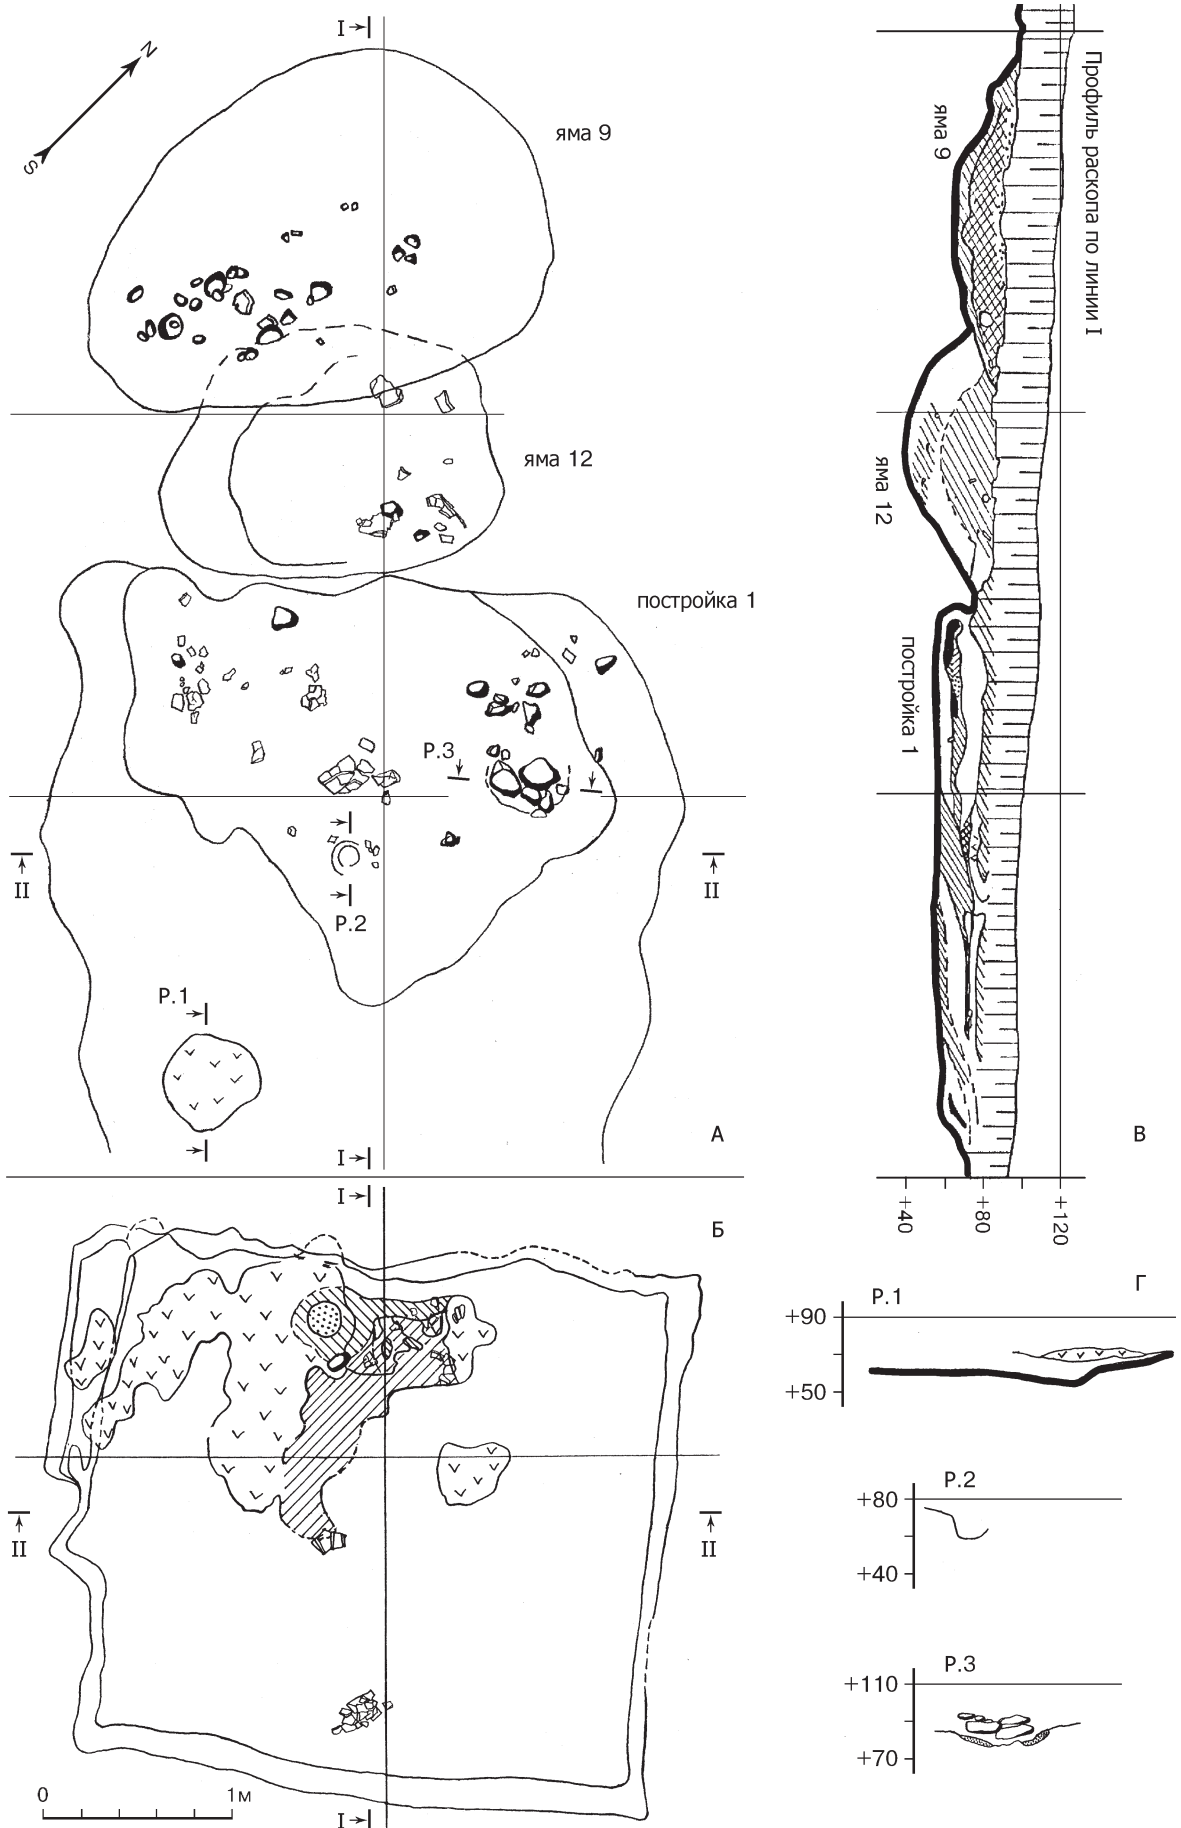 I
N
S
яма 9
яма 12
постройка 1
Р.3
II
II
Р.2
Р.1
I
А
Профиль раскопа по линии I
яма 9
яма 12
постройка 1
В
+40
+80
+120
I
Б
II
II
0
1м
I
Г
Р.1
+90
+50
Р.2
+80
+40
Р.3
+110
+70